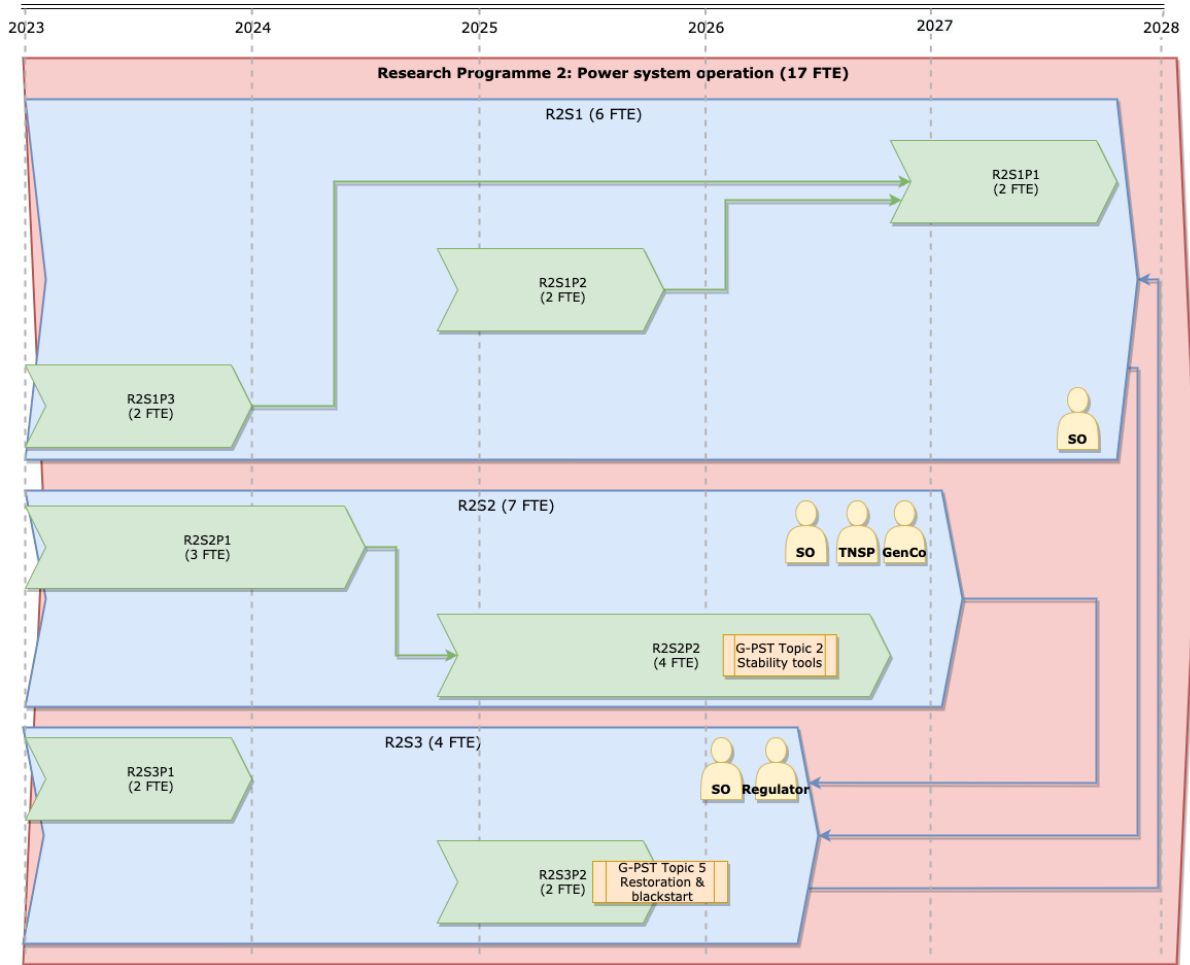 2023 2024 2025 2026 2027 2028
Research Programme 2: Power system operation (17 FTE)
R2S1 (6 FTE)
R2S1P1
(2 FTE)
R2S1P2
(2 FTE)
R2S1P3
(2 FTE)
SO
R2S2 (7 FTE)
R2S2P1
(3 FTE)
SO TNSP GenCo
R2S2P2
(4 FTE)
G-PST Topic 2
Stability tools
R2S3 (4 FTE)
R2S3P1
(2 FTE)
SO Regulator
R2S3P2
(2 FTE)
G-PST Topic 5
Restoration &
blackstart